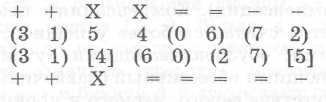 + + X X = = = =
(3 1) 5 4 (0 6) (7 2)
(3 1) [4] (6 0) (2 7) [5]
+ + X = = = = X